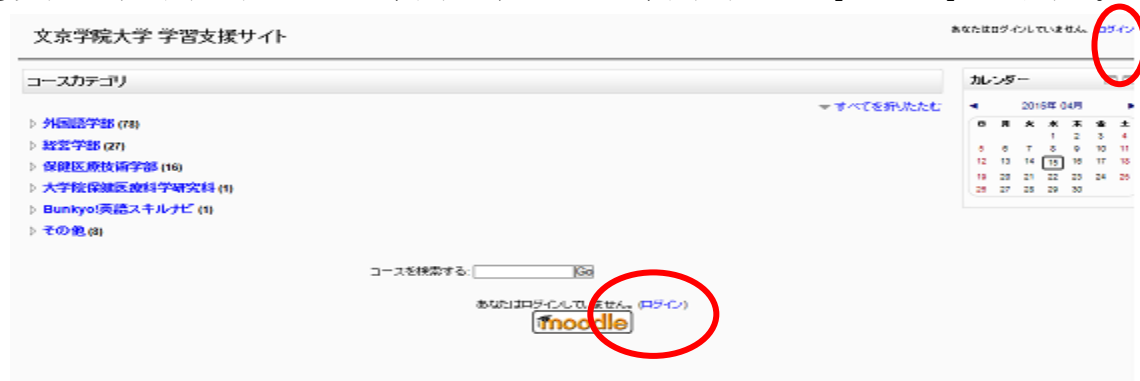 文京学院大学 学習支援サイト
あなたはログインしていません。 (ログイン)
コースカテゴリ
すべてを折りたたむ
外国語学部 (78)
経営学部 (27)
保健医療技術学部 (16)
大学院保健医療科学研究科 (1)
Bunkyo!英語スキルナビ (1)
その他 (8)
コースを検索する: Go
あなたはログインしていません。 (ログイン)
moodle
カレンダー
2015年 04月
日 月 火 水 木 金 土
1 2 3 4
5 6 7 8 9 10 11
12 13 14 15 16 17 18
19 20 21 22 23 24 25
26 27 28 29 30